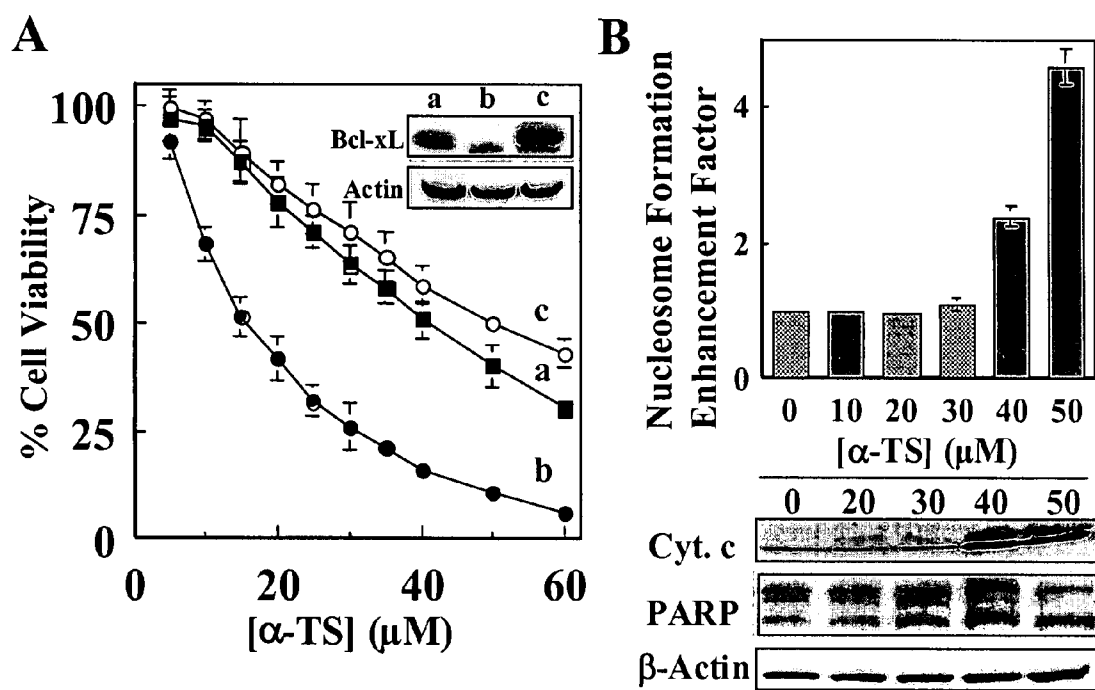 A
% Cell Viability
100
75
50
25
0
0
20
40
60
[α-TS] (μM)
a b c
Bcl-xL
Actin
c
a
b
B
Nucleosome Formation
Enhancement Factor
4
2
0
0 10 20 30 40 50
[α-TS] (μM)
0 20 30 40 50
Cyt. c
PARP
β-Actin